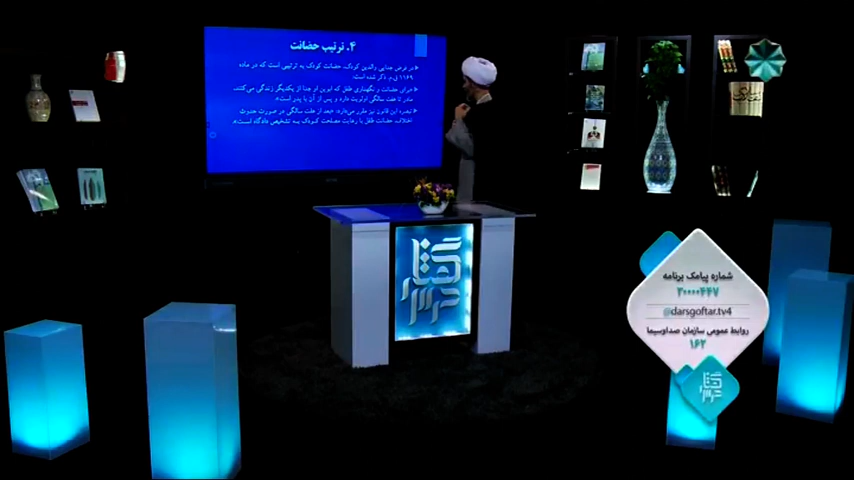 ۴. ترتیب حضانت
در فرض جدایی والدین کودک، حضانت کودک به ترتیبی است که در ماده
۱۱۶۹ ق.م. ذکر شده است:
«برای حضانت و نگهداری طفل که ابوین او جدا از یکدیگر زندگی می‌کنند،
مادر تا هفت سالگی اولویت دارد و پس از آن با پدر است».
تبصره این قانون نیز مقرر می‌دارد: «بعد از هفت سالگی در صورت حدوث
اختلاف، حضانت طفل با رعایت مصلحت کودک به تشخیص دادگاه است».
درس گفتار
شماره پیامک برنامه
۳۰۰۰۰۴۴۷
@darsgoftar.tv4
روابط عمومی سازمان صداوسیما
۱۶۲
درس گفتار